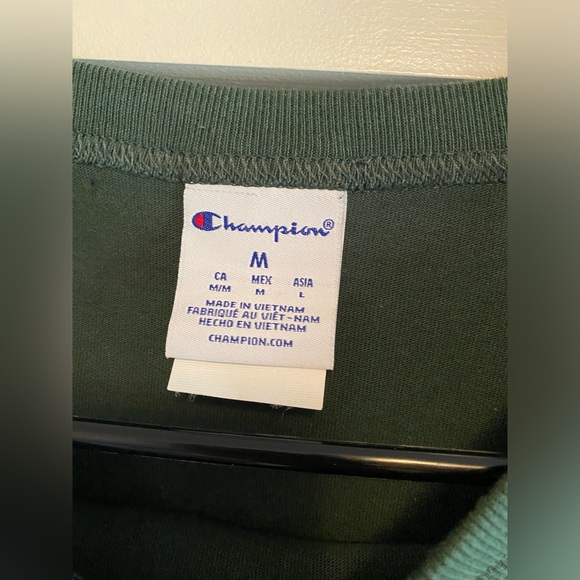 Champion®
M
CA MEX ASIA
M/M M L
MADE IN VIETNAM
FABRIQUÉ AU VIÊT-NAM
HECHO EN VIETNAM
CHAMPION.COM